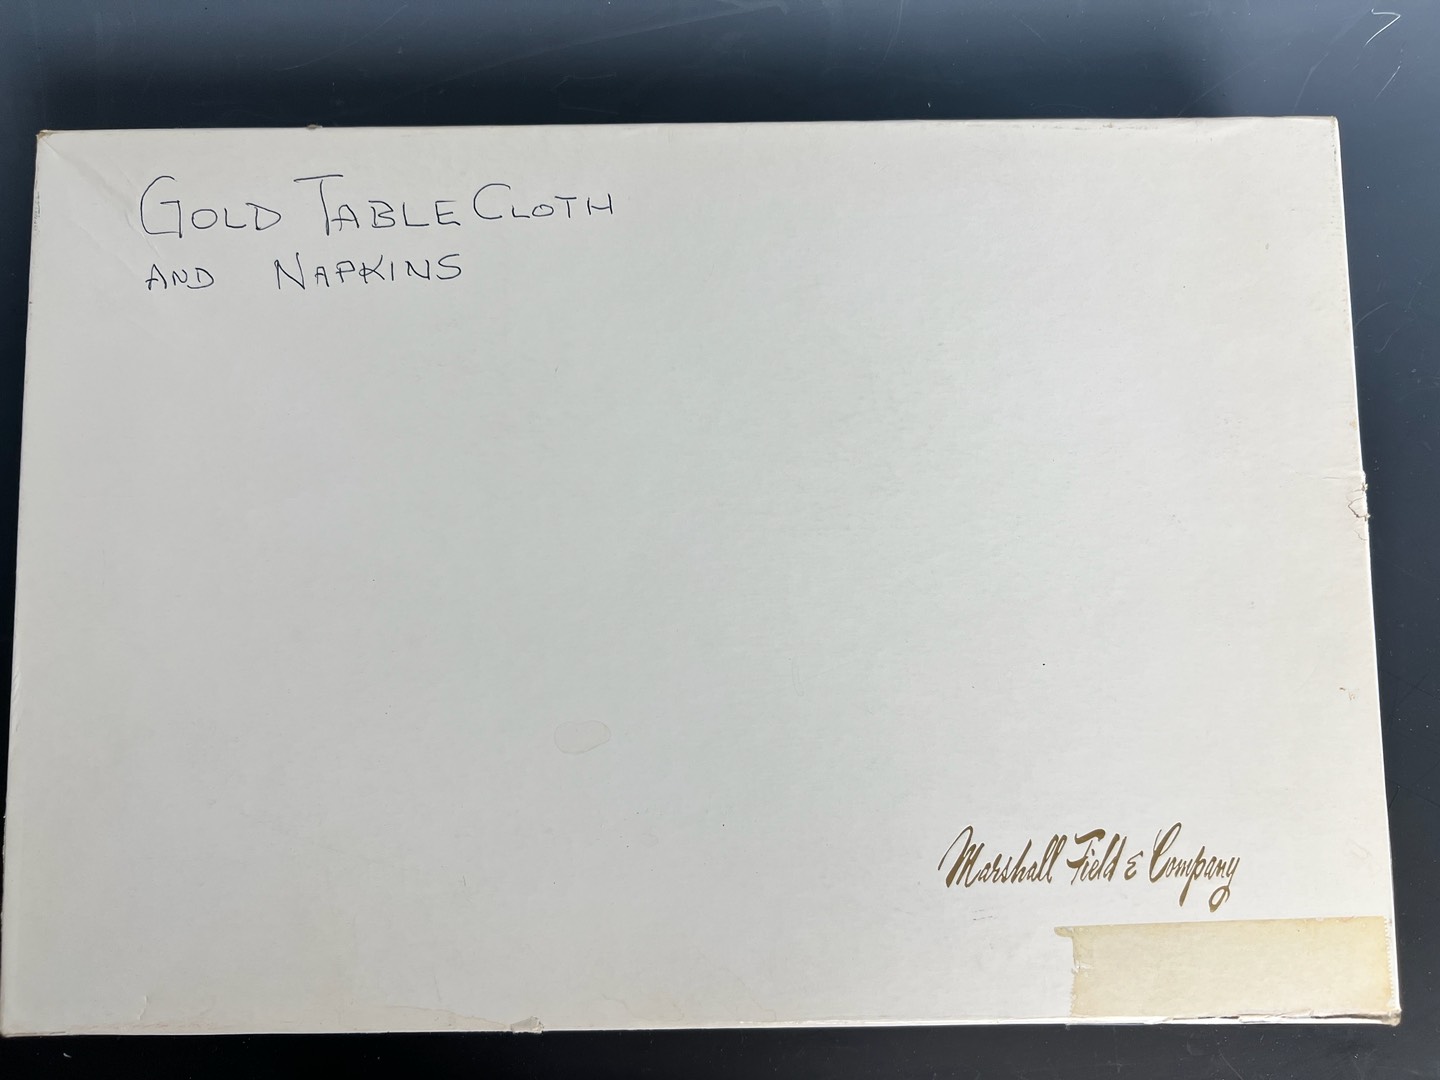 GOLD TABLE CLOTH
AND NAPKINS
Marshall Field & Company